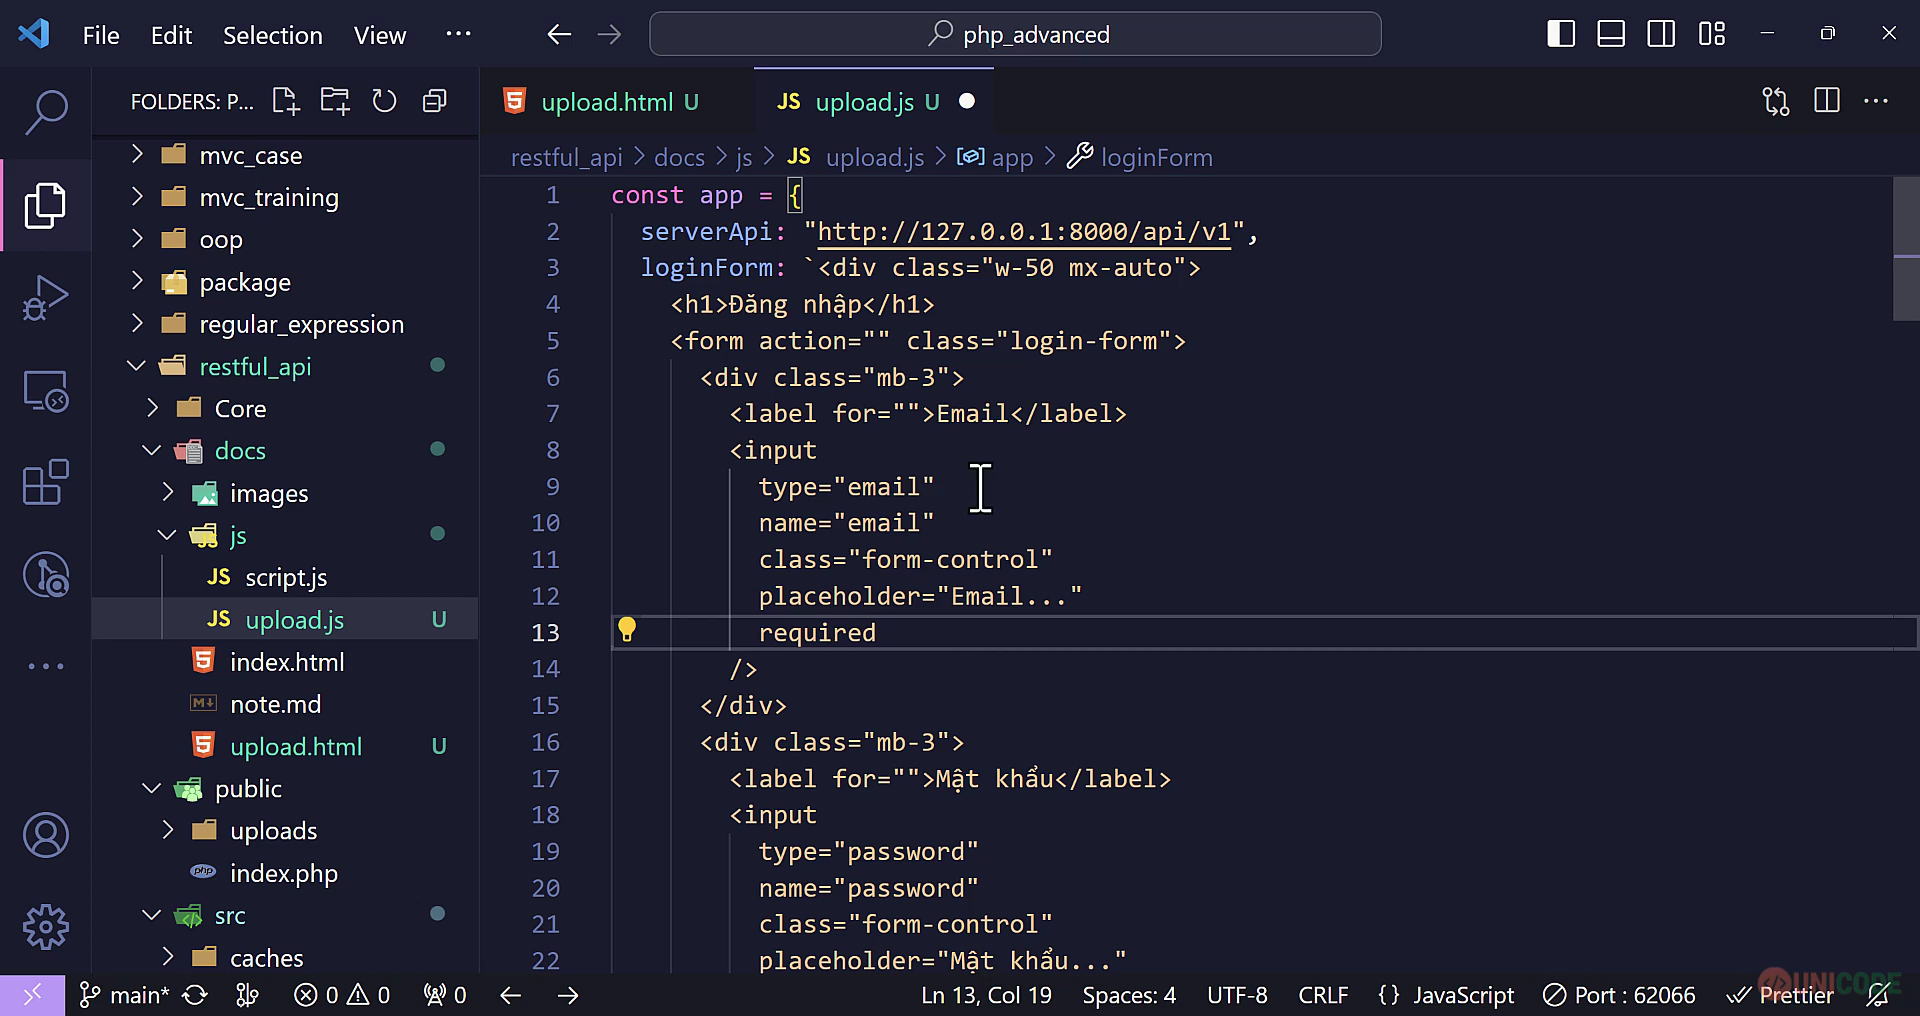 File Edit Selection View ··· php_advanced
FOLDERS: P...
mvc_case
mvc_training
oop
package
regular_expression
restful_api
Core
docs
images
js
JS script.js
JS upload.js U
index.html
note.md
upload.html U
public
uploads
php index.php
src
caches
upload.html U JS upload.js U
restful_api > docs > js > JS upload.js > app > loginForm
1 const app = {
2 serverApi: "http://127.0.0.1:8000/api/v1",
3 loginForm: `<div class="w-50 mx-auto">
4 <h1>Đăng nhập</h1>
5 <form action="" class="login-form">
6 <div class="mb-3">
7 <label for="">Email</label>
8 <input
9 type="email"
10 name="email"
11 class="form-control"
12 placeholder="Email..."
13 required
14 />
15 </div>
16 <div class="mb-3">
17 <label for="">Mật khẩu</label>
18 <input
19 type="password"
20 name="password"
21 class="form-control"
22 placeholder="Mật khẩu..."
main* 0 0 0 Ln 13, Col 19 Spaces: 4 UTF-8 CRLF {} JavaScript Port : 62066 Prettier
UNICODE